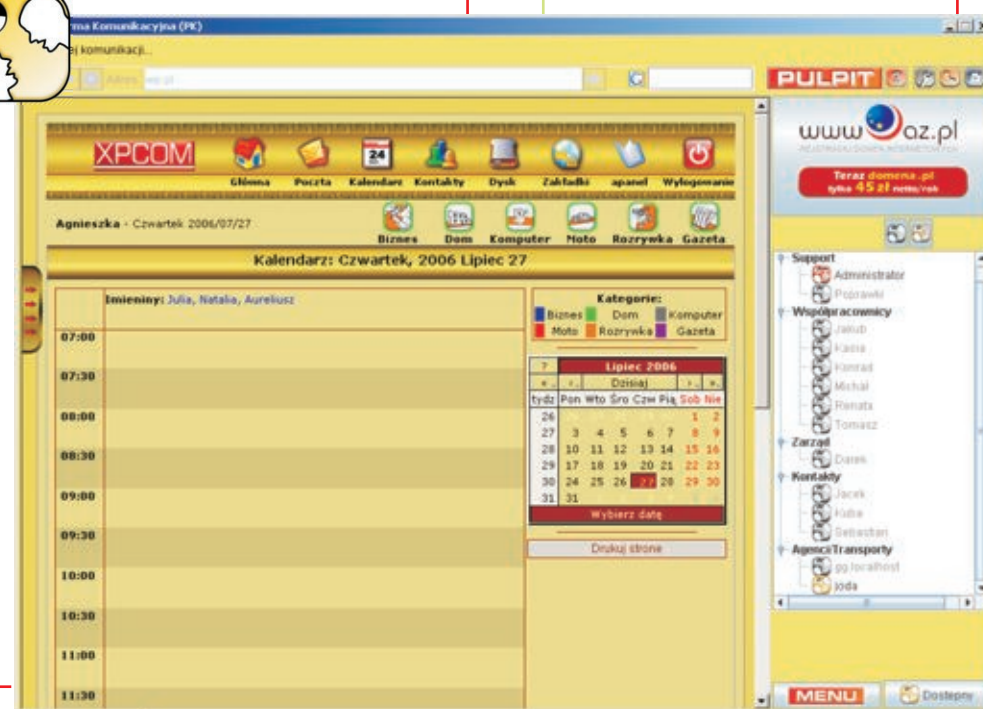 rma Komunikacyjna (PK)
ej komunikacji...
Adres wp.pl
PULPIT
XPCOM
24
Główna Poczta Kalendarz Kontakty Dysk Zakładki apanel Wylogowanie
Agnieszka - Czwartek 2006/07/27
Biznes Dom Komputer Moto Rozrywka Gazeta
Kalendarz: Czwartek, 2006 Lipiec 27
Imieniny: Julia, Natalia, Aureliusz
07:00
07:30
08:00
08:30
09:00
09:30
10:00
10:30
11:00
11:30
Kategorie:
Biznes Dom Komputer
Moto Rozrywka Gazeta
? Lipiec 2006
« ‹ Dzisiaj › »
tydz Pon Wto Śro Czw Pią Sob Nie
26 1 2
27 3 4 5 6 7 8 9
28 10 11 12 13 14 15 16
29 17 18 19 20 21 22 23
30 24 25 26 27 28 29 30
31 31
Wybierz datę
Drukuj strone
www az.pl
Teraz domena.pl
tylko 45 zł netto/rok
Support
Administrator
Poprawki
Współpracownicy
Jakub
Kasia
Konrad
Michał
Renata
Tomasz
Zarząd
Darek
Kontakty
Jacek
Kuba
Sebastian
AgenciiTransporty
gg.localhost
joda
MENU
Dostępny